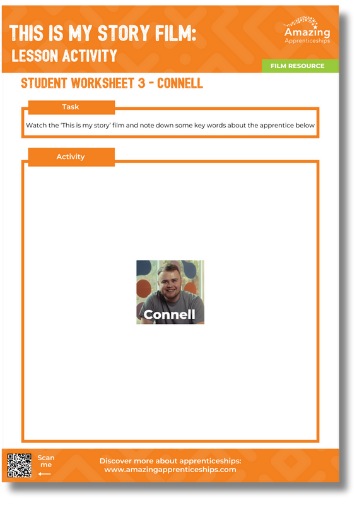 THIS IS MY STORY FILM:
LESSON ACTIVITY
Amazing
Apprenticeships
FILM RESOURCE
STUDENT WORKSHEET 3 - CONNELL
Task
Watch the 'This is my story' film and note down some key words about the apprentice below
Activity
Connell
Scan
me
Discover more about apprenticeships:
www.amazingapprenticeships.com